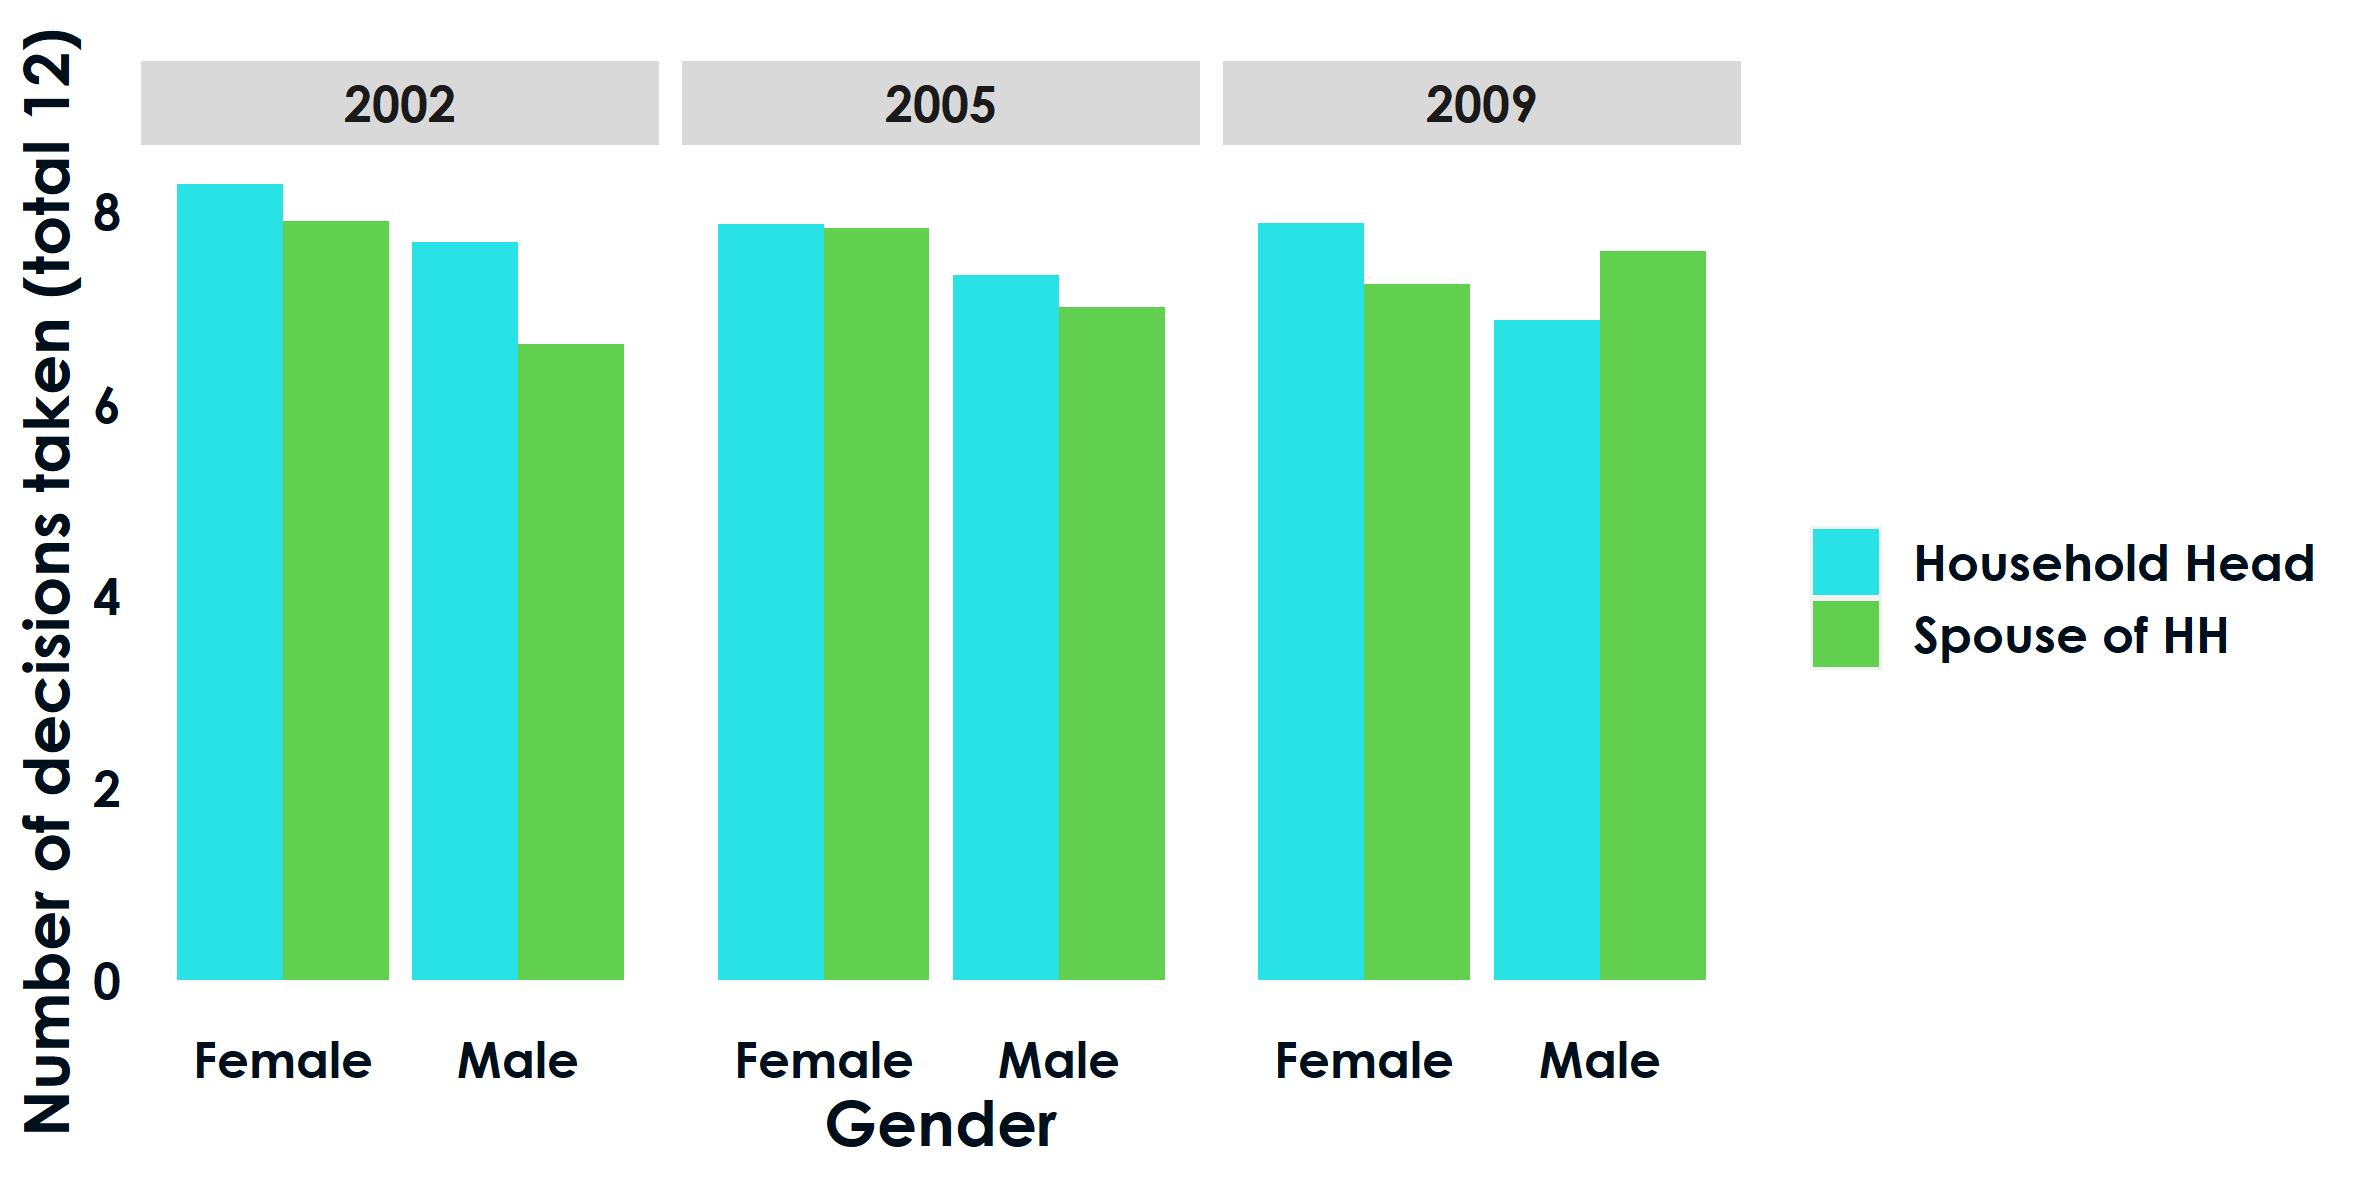 Number of decisions taken (total 12)
2002
2005
2009
8
6
4
2
0
Female
Male
Female
Male
Female
Male
Gender
Household Head
Spouse of HH